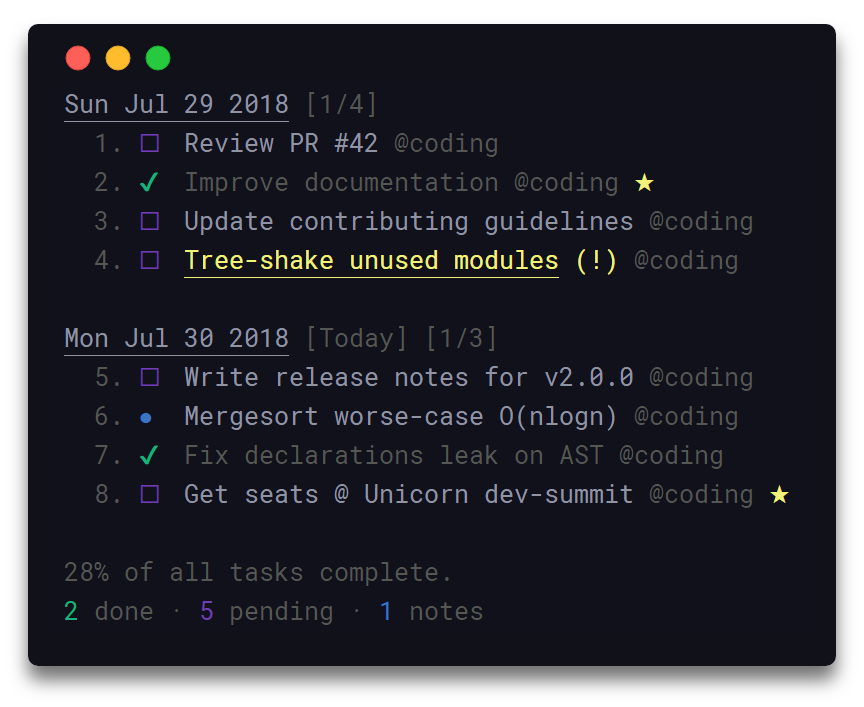 Sun Jul 29 2018 [1/4]
1. ☐ Review PR #42 @coding
2. ✔ Improve documentation @coding ★
3. ☐ Update contributing guidelines @coding
4. ☐ Tree-shake unused modules (!) @coding
Mon Jul 30 2018 [Today] [1/3]
5. ☐ Write release notes for v2.0.0 @coding
6. ● Mergesort worse-case O(nlogn) @coding
7. ✔ Fix declarations leak on AST @coding
8. ☐ Get seats @ Unicorn dev-summit @coding ★
28% of all tasks complete.
2 done · 5 pending · 1 notes